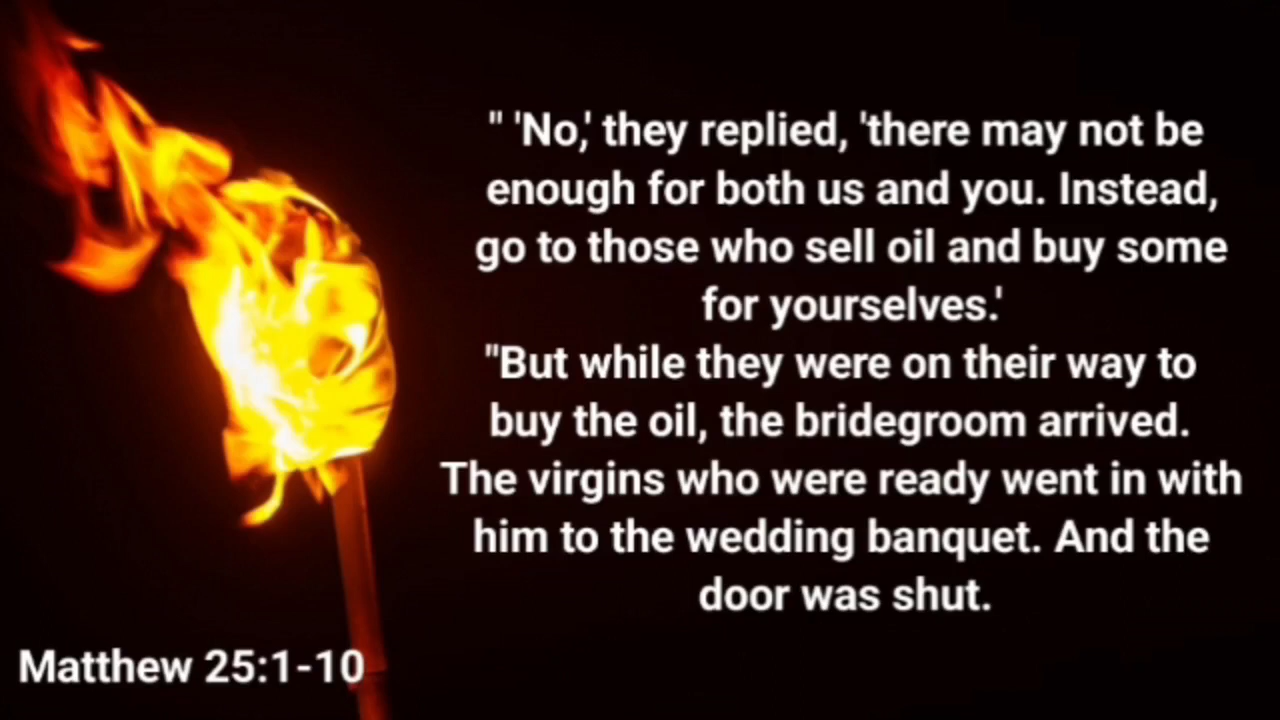 " 'No,' they replied, 'there may not be
enough for both us and you. Instead,
go to those who sell oil and buy some
for yourselves.'
"But while they were on their way to
buy the oil, the bridegroom arrived.
The virgins who were ready went in with
him to the wedding banquet. And the
door was shut.
Matthew 25:1-10